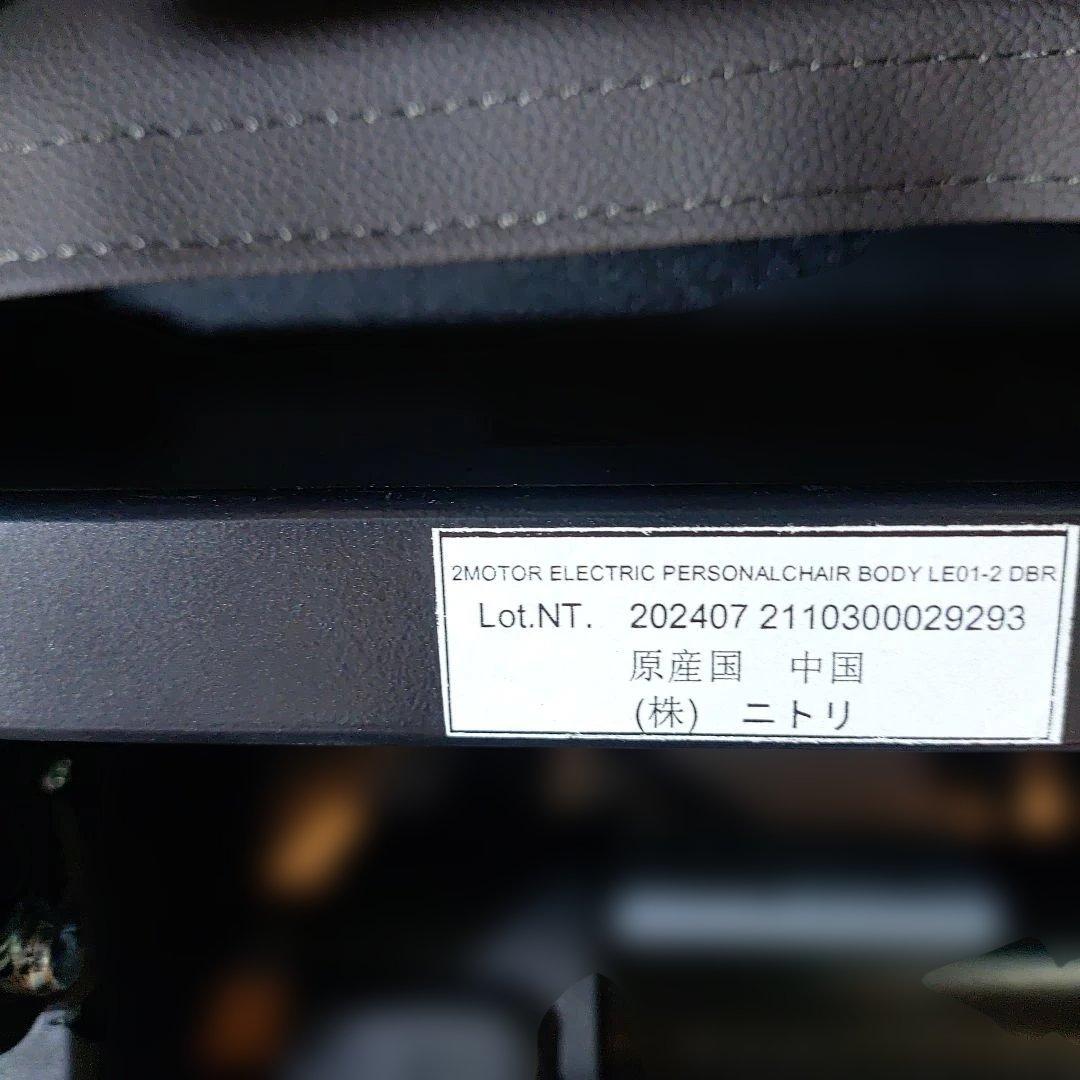 2MOTOR ELECTRIC PERSONALCHAIR BODY LE01-2 DBR
Lot.NT. 202407 2110300029293
原産国 中国
(株) ニトリ